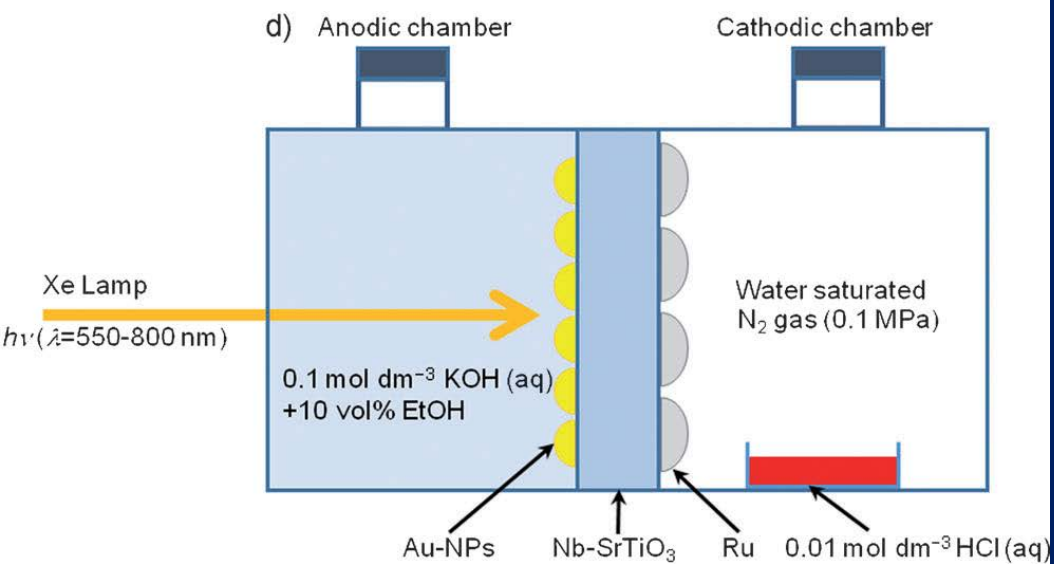 d) Anodic chamber
Cathodic chamber
Xe Lamp
hν(λ=550-800 nm)
0.1 mol dm⁻³ KOH (aq)
+10 vol% EtOH
Water saturated
N₂ gas (0.1 MPa)
Au-NPs
Nb-SrTiO₃
Ru
0.01 mol dm⁻³ HCl (aq)